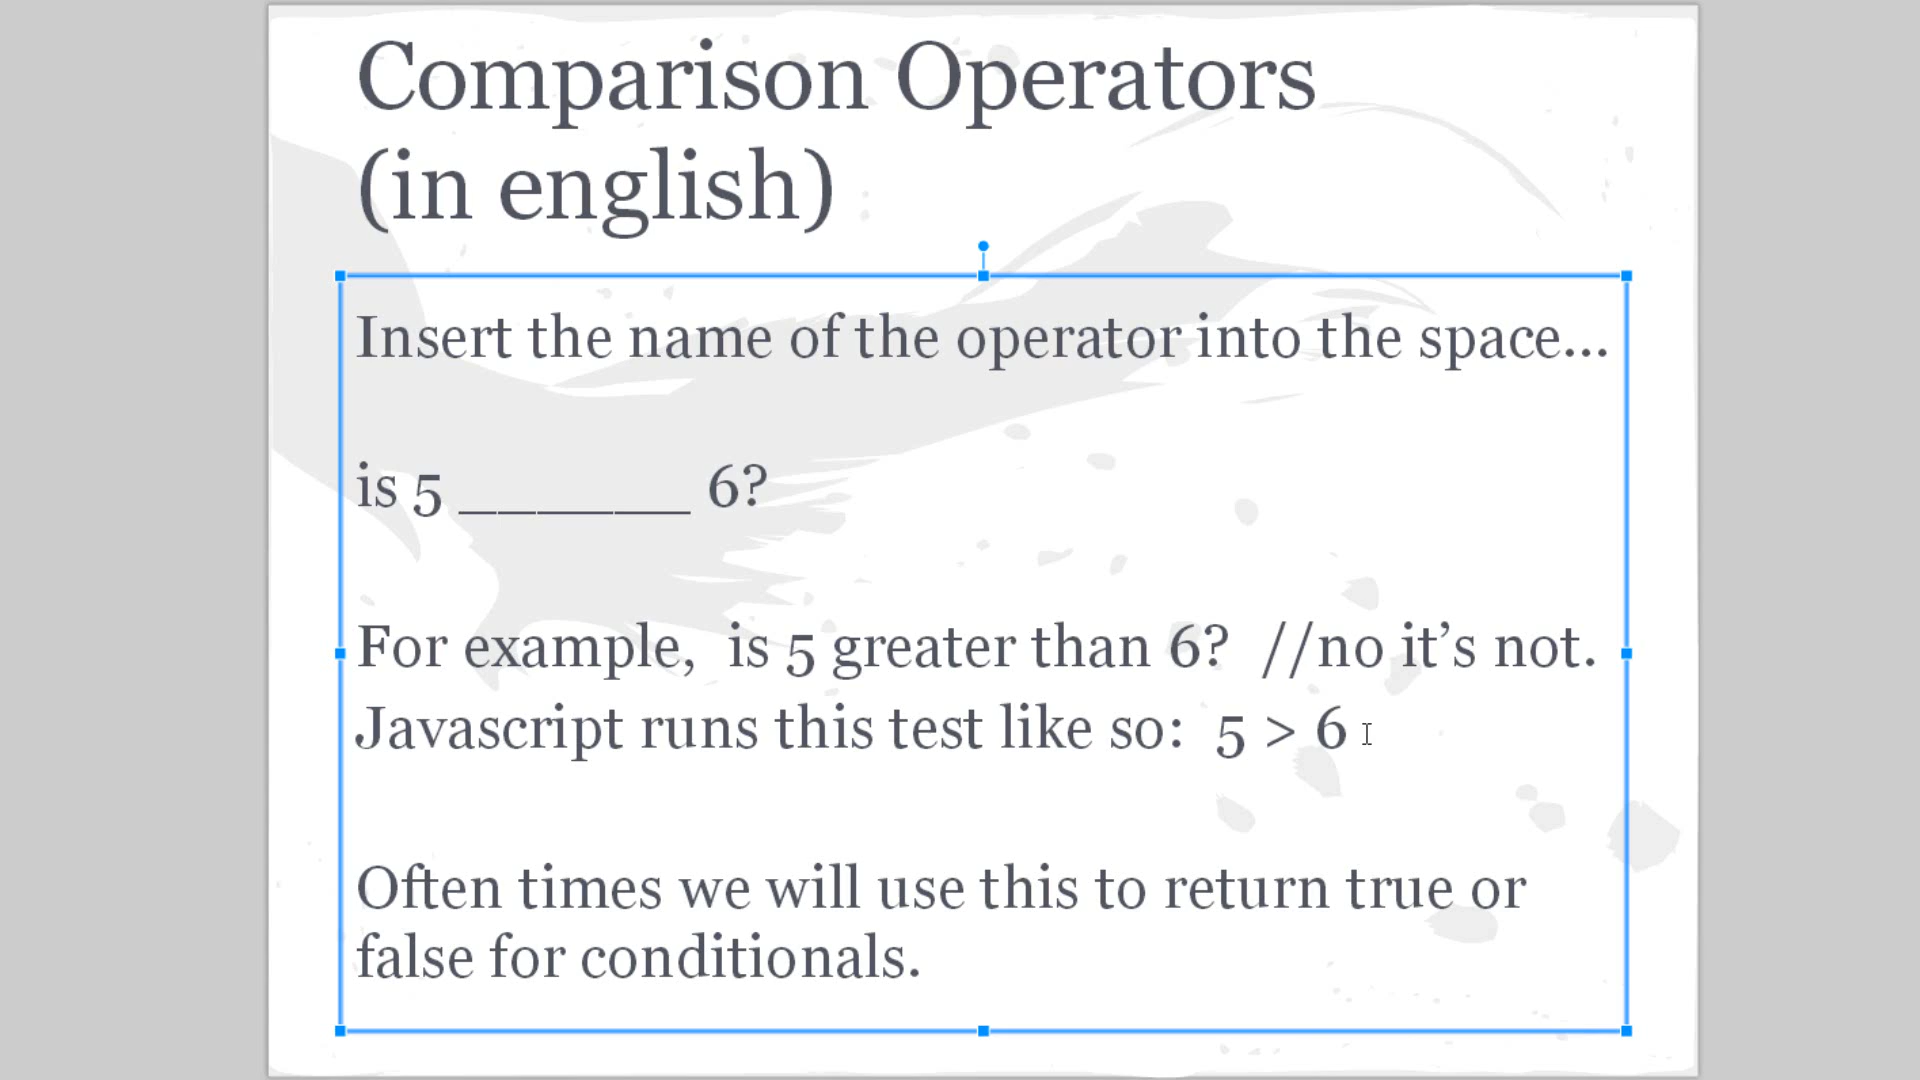 Comparison Operators
(in english)
Insert the name of the operator into the space...
is 5 ______ 6?
For example,  is 5 greater than 6?  //no it’s not.
Javascript runs this test like so:  5 > 6
Often times we will use this to return true or
false for conditionals.